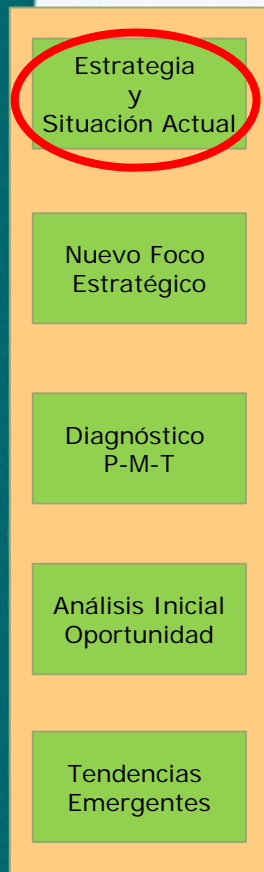 Estrategia
y
Situación Actual
Nuevo Foco
Estratégico
Diagnóstico
P-M-T
Análisis Inicial
Oportunidad
Tendencias
Emergentes